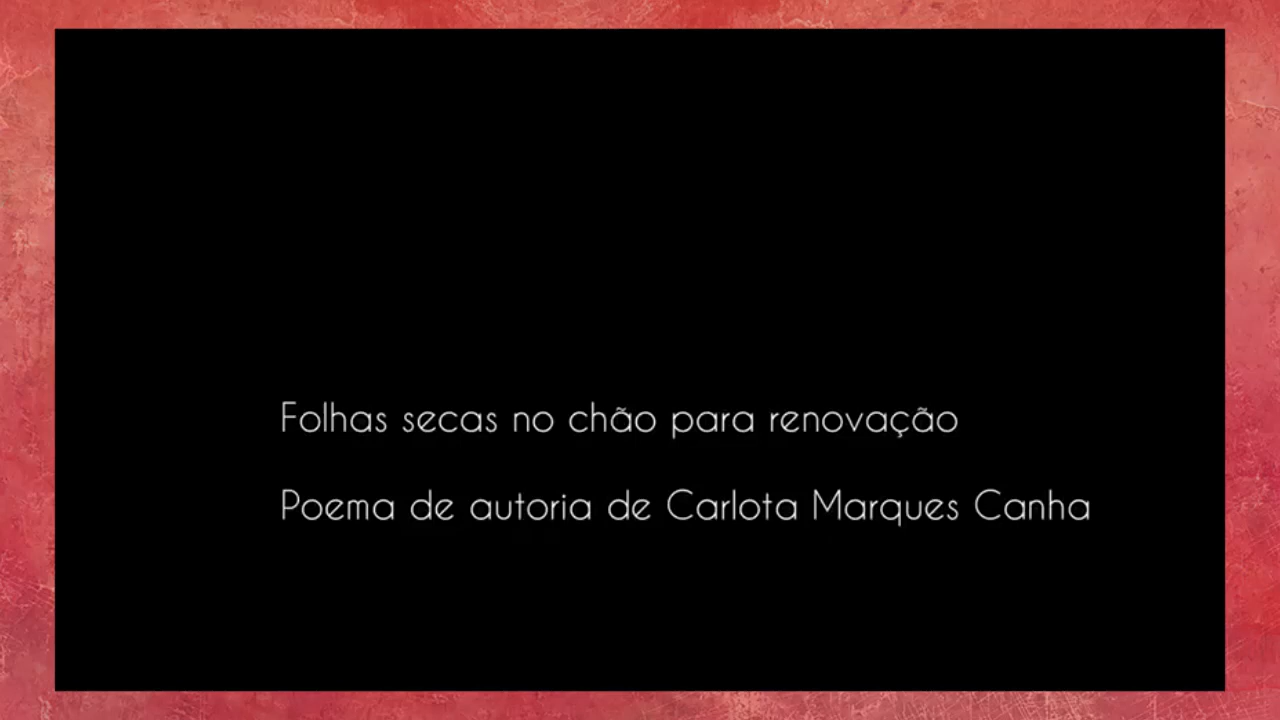 Folhas secas no chão para renovação
Poema de autoria de Carlota Marques Canha